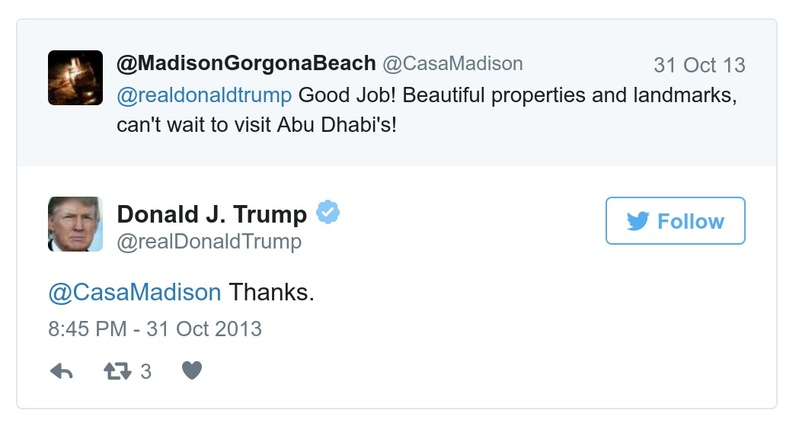 @MadisonGorgonaBeach @CasaMadison 31 Oct 13
@realdonaldtrump Good Job! Beautiful properties and landmarks,
can't wait to visit Abu Dhabi's!
Donald J. Trump
@realDonaldTrump
Follow
@CasaMadison Thanks.
8:45 PM - 31 Oct 2013
3